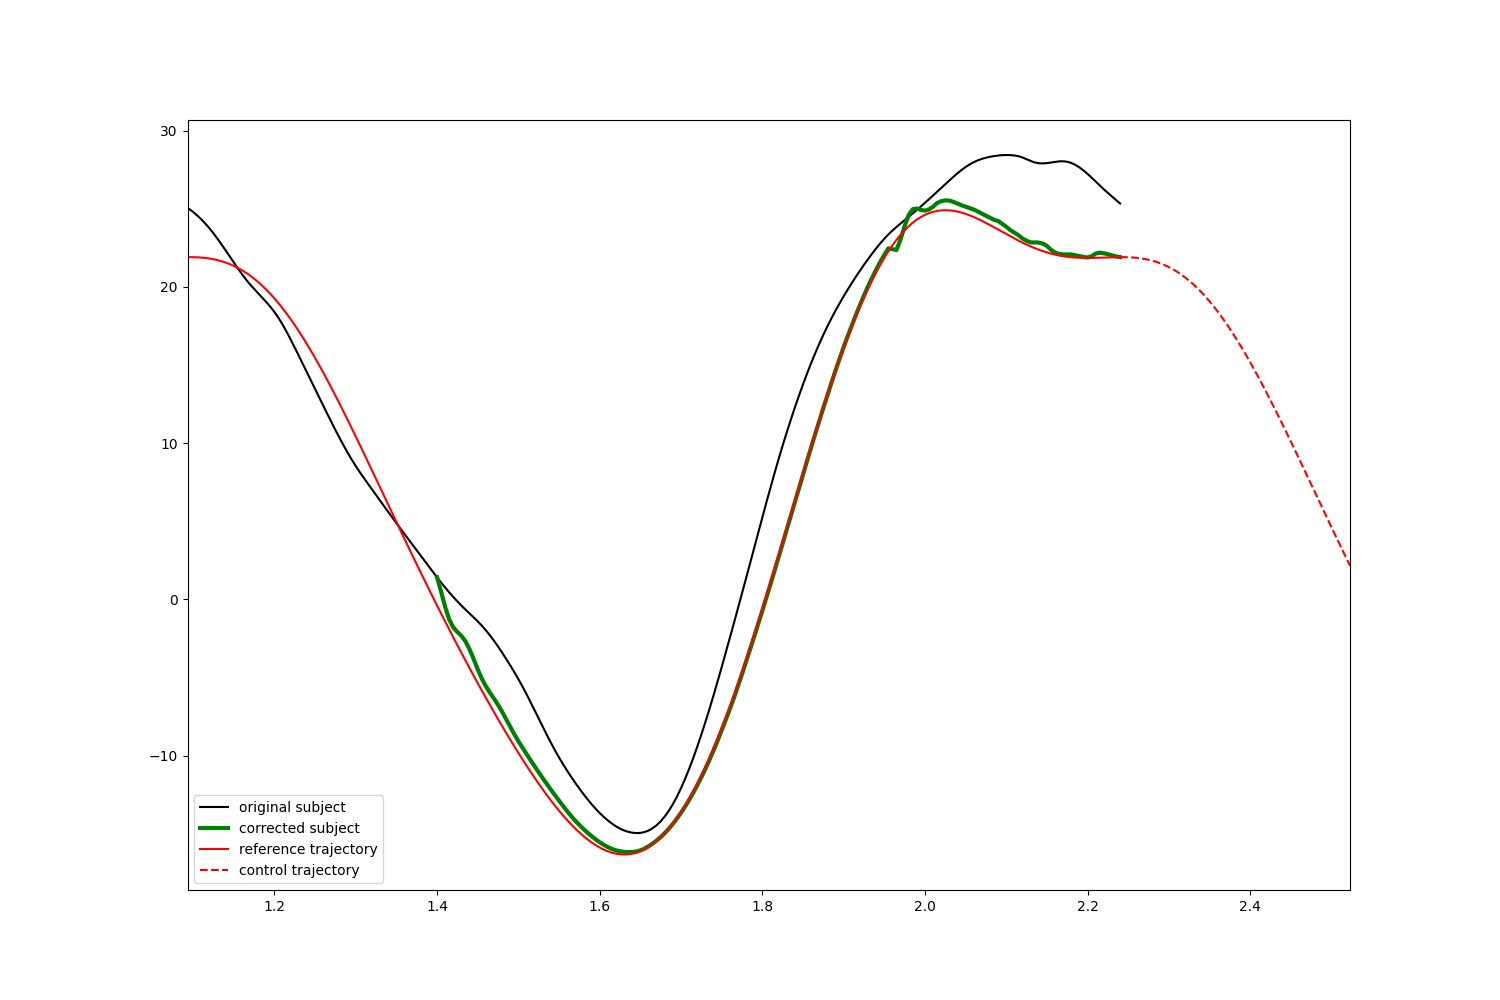 30
20
10
0
−10
original subject
corrected subject
reference trajectory
control trajectory
1.2 1.4 1.6 1.8 2.0 2.2 2.4